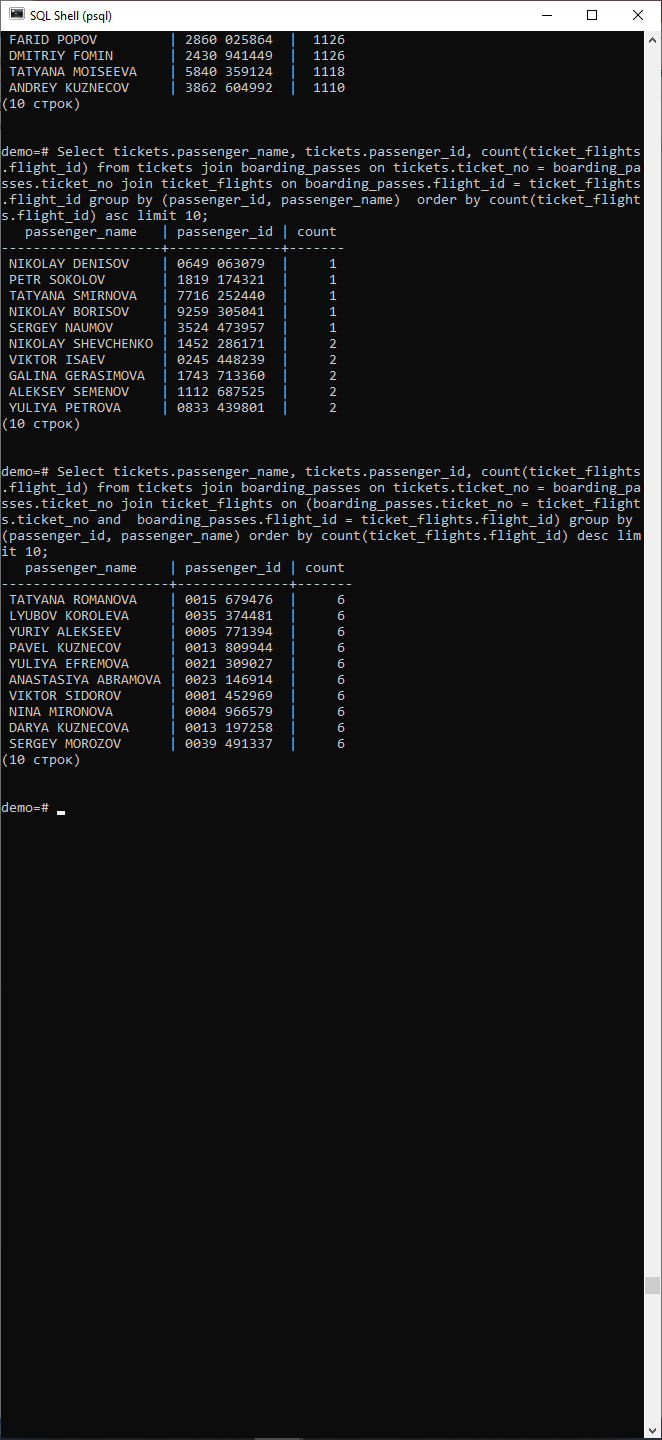 SQL Shell (psql)
 FARID POPOV         | 2860 025864  |  1126
 DMITRIY FOMIN       | 2430 941449  |  1126
 TATYANA MOISEEVA    | 5840 359124  |  1118
 ANDREY KUZNECOV     | 3862 604992  |  1110
(10 строк)
demo=# Select tickets.passenger_name, tickets.passenger_id, count(ticket_flights
.flight_id) from tickets join boarding_passes on tickets.ticket_no = boarding_pa
sses.ticket_no join ticket_flights on boarding_passes.flight_id = ticket_flights
.flight_id group by (passenger_id, passenger_name)  order by count(ticket_flight
s.flight_id) asc limit 10;
   passenger_name   | passenger_id | count
--------------------+--------------+-------
 NIKOLAY DENISOV    | 0649 063079  |     1
 PETR SOKOLOV       | 1819 174321  |     1
 TATYANA SMIRNOVA   | 7716 252440  |     1
 NIKOLAY BORISOV    | 9259 305041  |     1
 SERGEY NAUMOV      | 3524 473957  |     1
 NIKOLAY SHEVCHENKO | 1452 286171  |     2
 VIKTOR ISAEV       | 0245 448239  |     2
 GALINA GERASIMOVA  | 1743 713360  |     2
 ALEKSEY SEMENOV    | 1112 687525  |     2
 YULIYA PETROVA     | 0833 439801  |     2
(10 строк)
demo=# Select tickets.passenger_name, tickets.passenger_id, count(ticket_flights
.flight_id) from tickets join boarding_passes on tickets.ticket_no = boarding_pa
sses.ticket_no join ticket_flights on (boarding_passes.ticket_no = ticket_flight
s.ticket_no and  boarding_passes.flight_id = ticket_flights.flight_id) group by
(passenger_id, passenger_name) order by count(ticket_flights.flight_id) desc lim
it 10;
   passenger_name    | passenger_id | count
---------------------+--------------+-------
 TATYANA ROMANOVA    | 0015 679476  |     6
 LYUBOV KOROLEVA     | 0035 374481  |     6
 YURIY ALEKSEEV      | 0005 771394  |     6
 PAVEL KUZNECOV      | 0013 809944  |     6
 YULIYA EFREMOVA     | 0021 309027  |     6
 ANASTASIYA ABRAMOVA | 0023 146914  |     6
 VIKTOR SIDOROV      | 0001 452969  |     6
 NINA MIRONOVA       | 0004 966579  |     6
 DARYA KUZNECOVA     | 0013 197258  |     6
 SERGEY MOROZOV      | 0039 491337  |     6
(10 строк)
demo=#